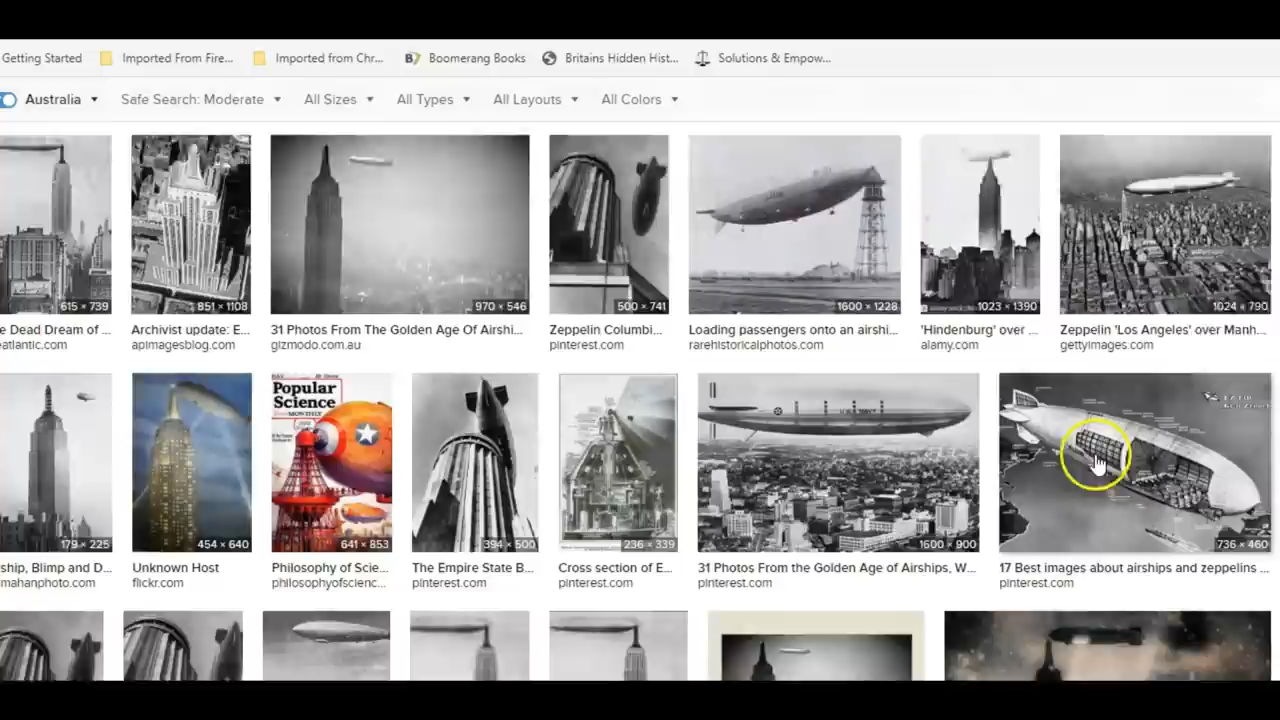 Getting Started Imported From Fire... Imported from Chr... B7 Boomerang Books Britains Hidden Hist... Solutions & Empow...
Australia Safe Search: Moderate All Sizes All Types All Layouts All Colors
615 × 739 851 × 1108 970 × 546 500 × 741 1600 × 1228 1023 × 1390 1024 × 790
e Dead Dream of ... Archivist update: E... 31 Photos From The Golden Age Of Airshi... Zeppelin Columbi... Loading passengers onto an airshi... 'Hindenburg' over ... Zeppelin 'Los Angeles' over Manh...
eatlantic.com apimagesblog.com gizmodo.com.au pinterest.com rarehistoricalphotos.com alamy.com gettyimages.com
Popular
Science
MONTHLY
179 × 225 454 × 640 641 × 853 394 × 500 236 × 339 1600 × 900 736 × 460
rship, Blimp and D... Unknown Host Philosophy of Scie... The Empire State B... Cross section of E... 31 Photos From the Golden Age of Airships, W... 17 Best images about airships and zeppelins ...
mahanphoto.com flickr.com philosophyofscienc... pinterest.com pinterest.com pinterest.com pinterest.com